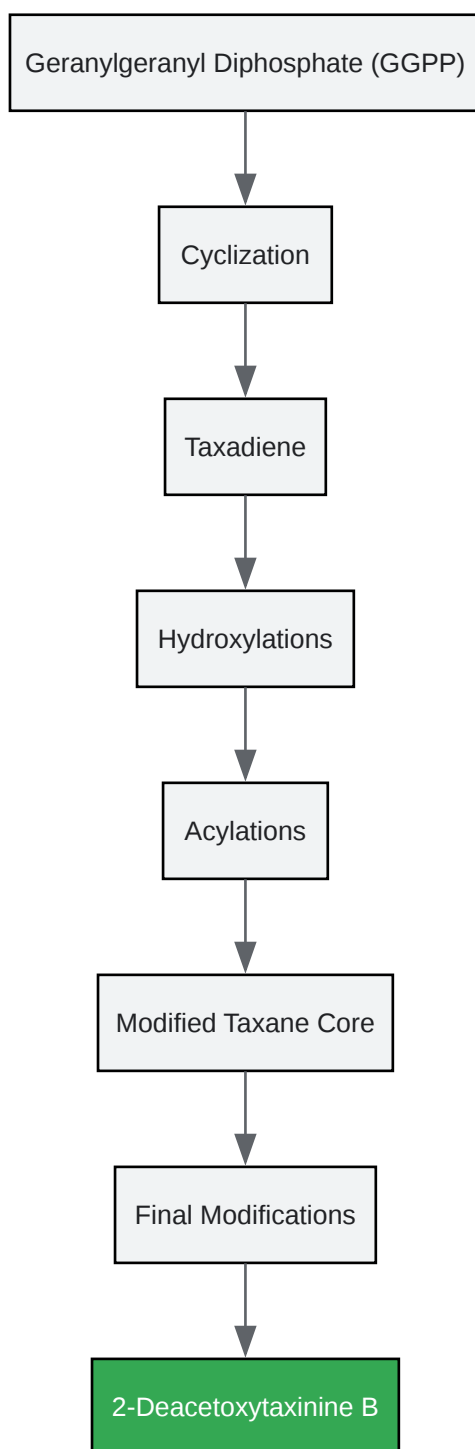 Geranylgeranyl Diphosphate (GGPP)
Cyclization
Taxadiene
Hydroxylations
Acylations
Modified Taxane Core
Final Modifications
2-Deacetoxytaxinine B